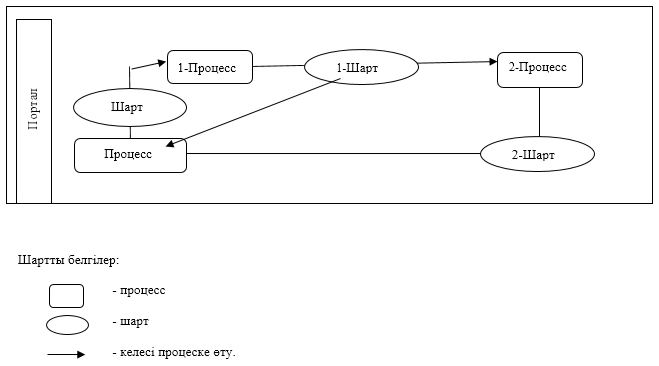 Портал
1-Процесс
1-Шарт
2-Процесс
Шарт
Процесс
2-Шарт
Шартты белгілер:
- процесс
- шарт
- келесі процеске өту.